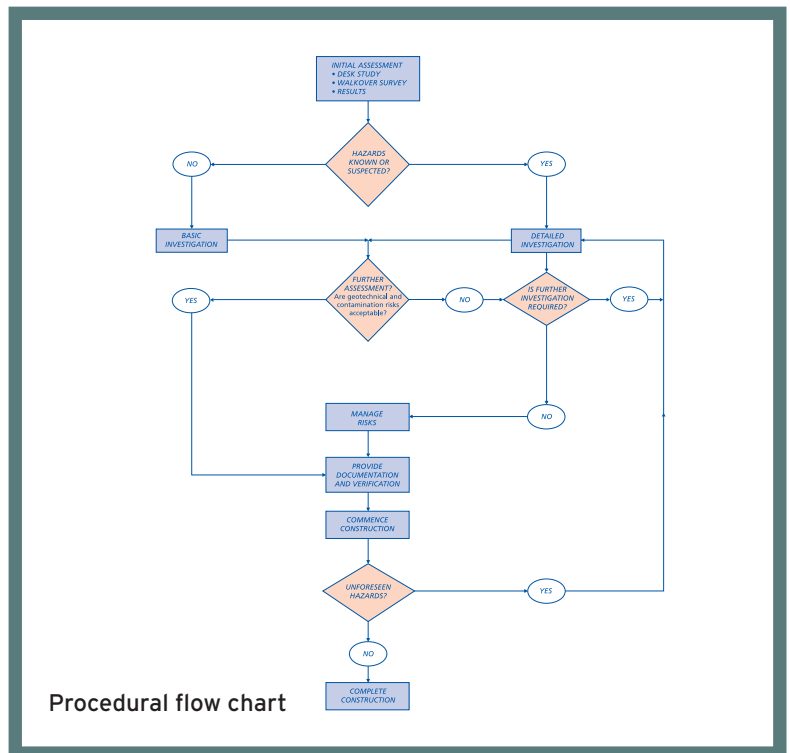 INITIAL ASSESSMENT
• DESK STUDY
• WALKOVER SURVEY
• RESULTS
HAZARDS
KNOWN OR
SUSPECTED?
NO
YES
BASIC
INVESTIGATION
DETAILED
INVESTIGATION
FURTHER
ASSESSMENT?
Are geotechnical and
contamination risks
acceptable?
YES
NO
IS FURTHER
INVESTIGATION
REQUIRED?
YES
MANAGE
RISKS
NO
PROVIDE
DOCUMENTATION
AND VERIFICATION
COMMENCE
CONSTRUCTION
UNFORESEEN
HAZARDS?
YES
NO
COMPLETE
CONSTRUCTION
Procedural flow chart